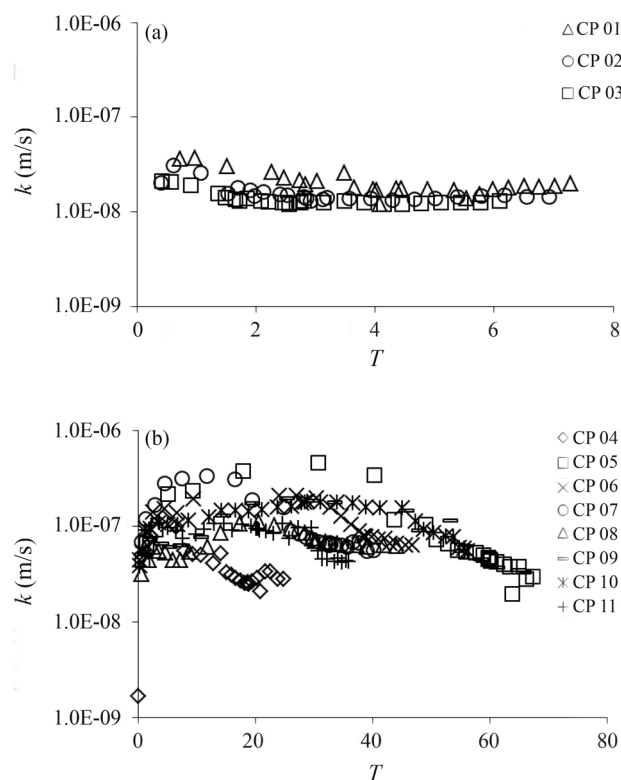 (a)
1.0E-06
1.0E-07
1.0E-08
1.0E-09
k (m/s)
0 2 4 6 8
T
CP 01
CP 02
CP 03
(b)
1.0E-06
1.0E-07
1.0E-08
1.0E-09
k (m/s)
0 20 40 60 80
T
CP 04
CP 05
CP 06
CP 07
CP 08
CP 09
CP 10
CP 11